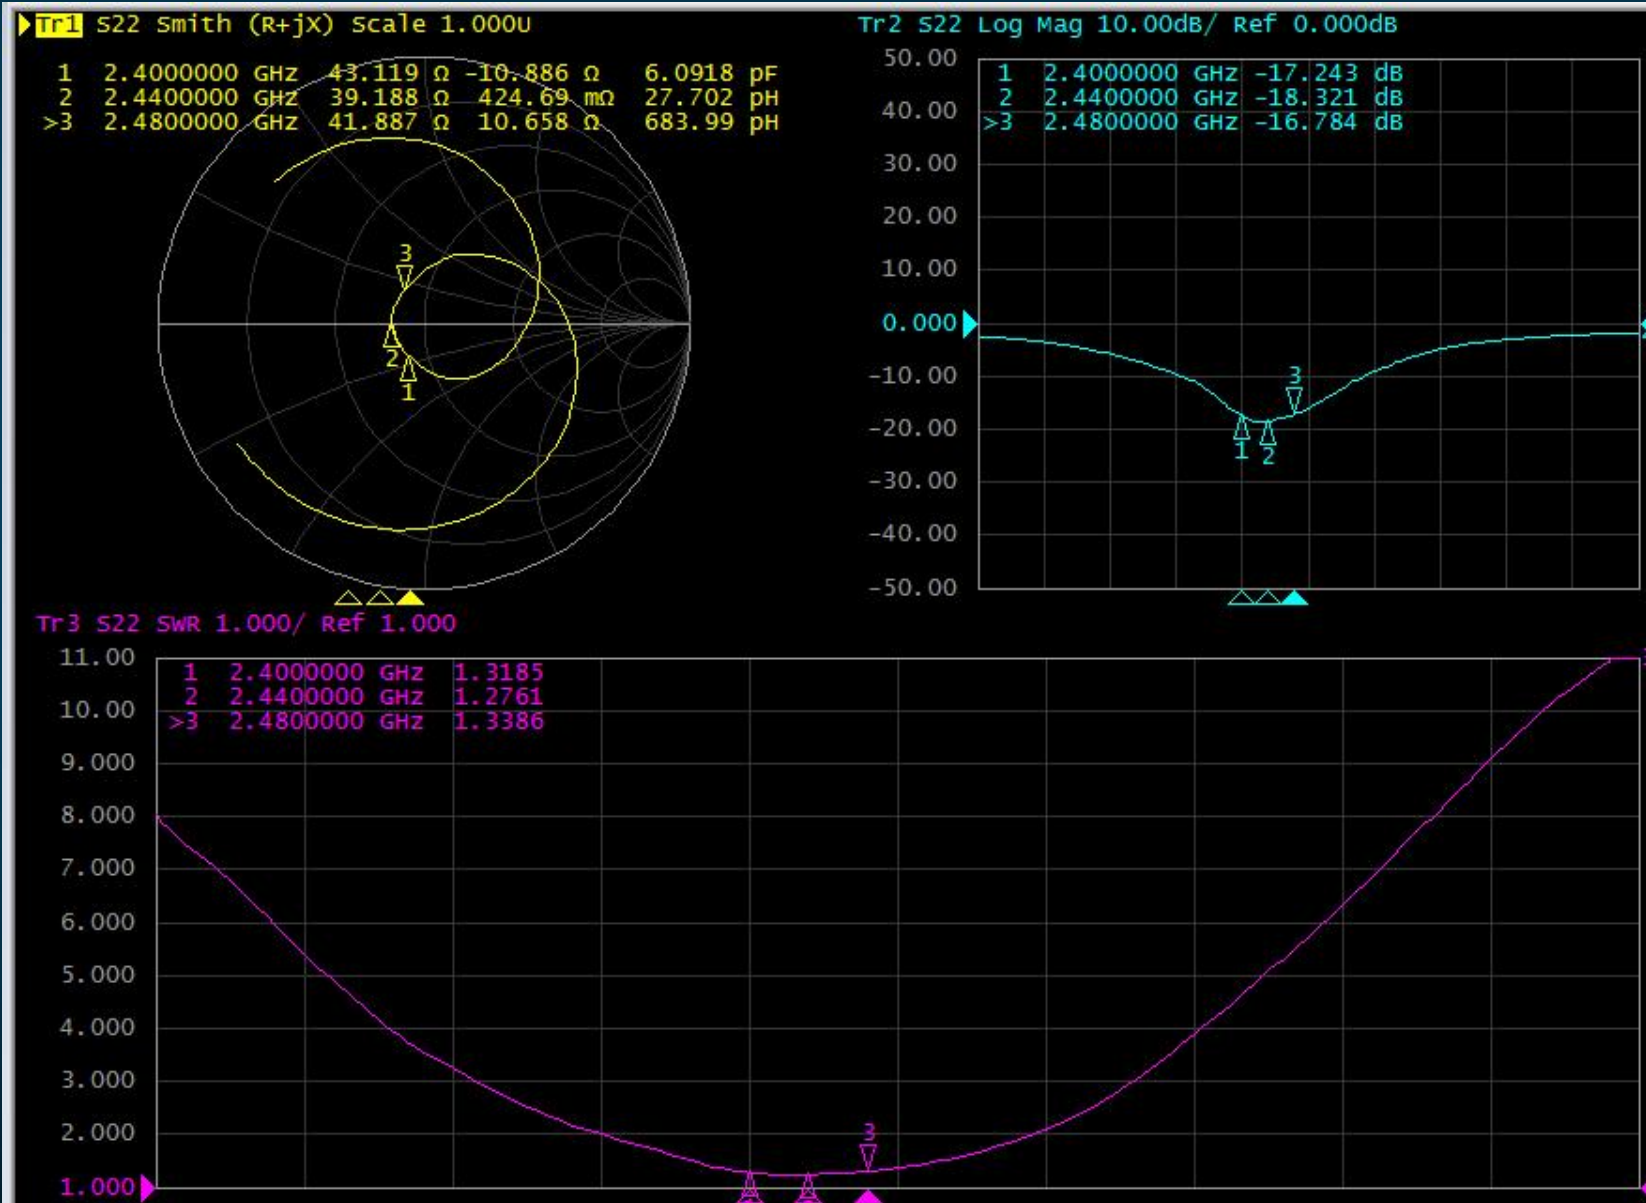 Tr1 S22 Smith (R+jX) Scale 1.000U
1 2.4000000 GHz 43.119 Ω -10.886 Ω 6.0918 pF
2 2.4400000 GHz 39.188 Ω 424.69 mΩ 27.702 pH
>3 2.4800000 GHz 41.887 Ω 10.658 Ω 683.99 pH
3
2
1
Tr2 S22 Log Mag 10.00dB/ Ref 0.000dB
50.00
1 2.4000000 GHz -17.243 dB
2 2.4400000 GHz -18.321 dB
>3 2.4800000 GHz -16.784 dB
40.00
30.00
20.00
10.00
0.000
-10.00
-20.00
-30.00
-40.00
-50.00
3
1
2
Tr3 S22 SWR 1.000/ Ref 1.000
11.00
1 2.4000000 GHz 1.3185
2 2.4400000 GHz 1.2761
>3 2.4800000 GHz 1.3386
10.00
9.000
8.000
7.000
6.000
5.000
4.000
3.000
2.000
1.000
3